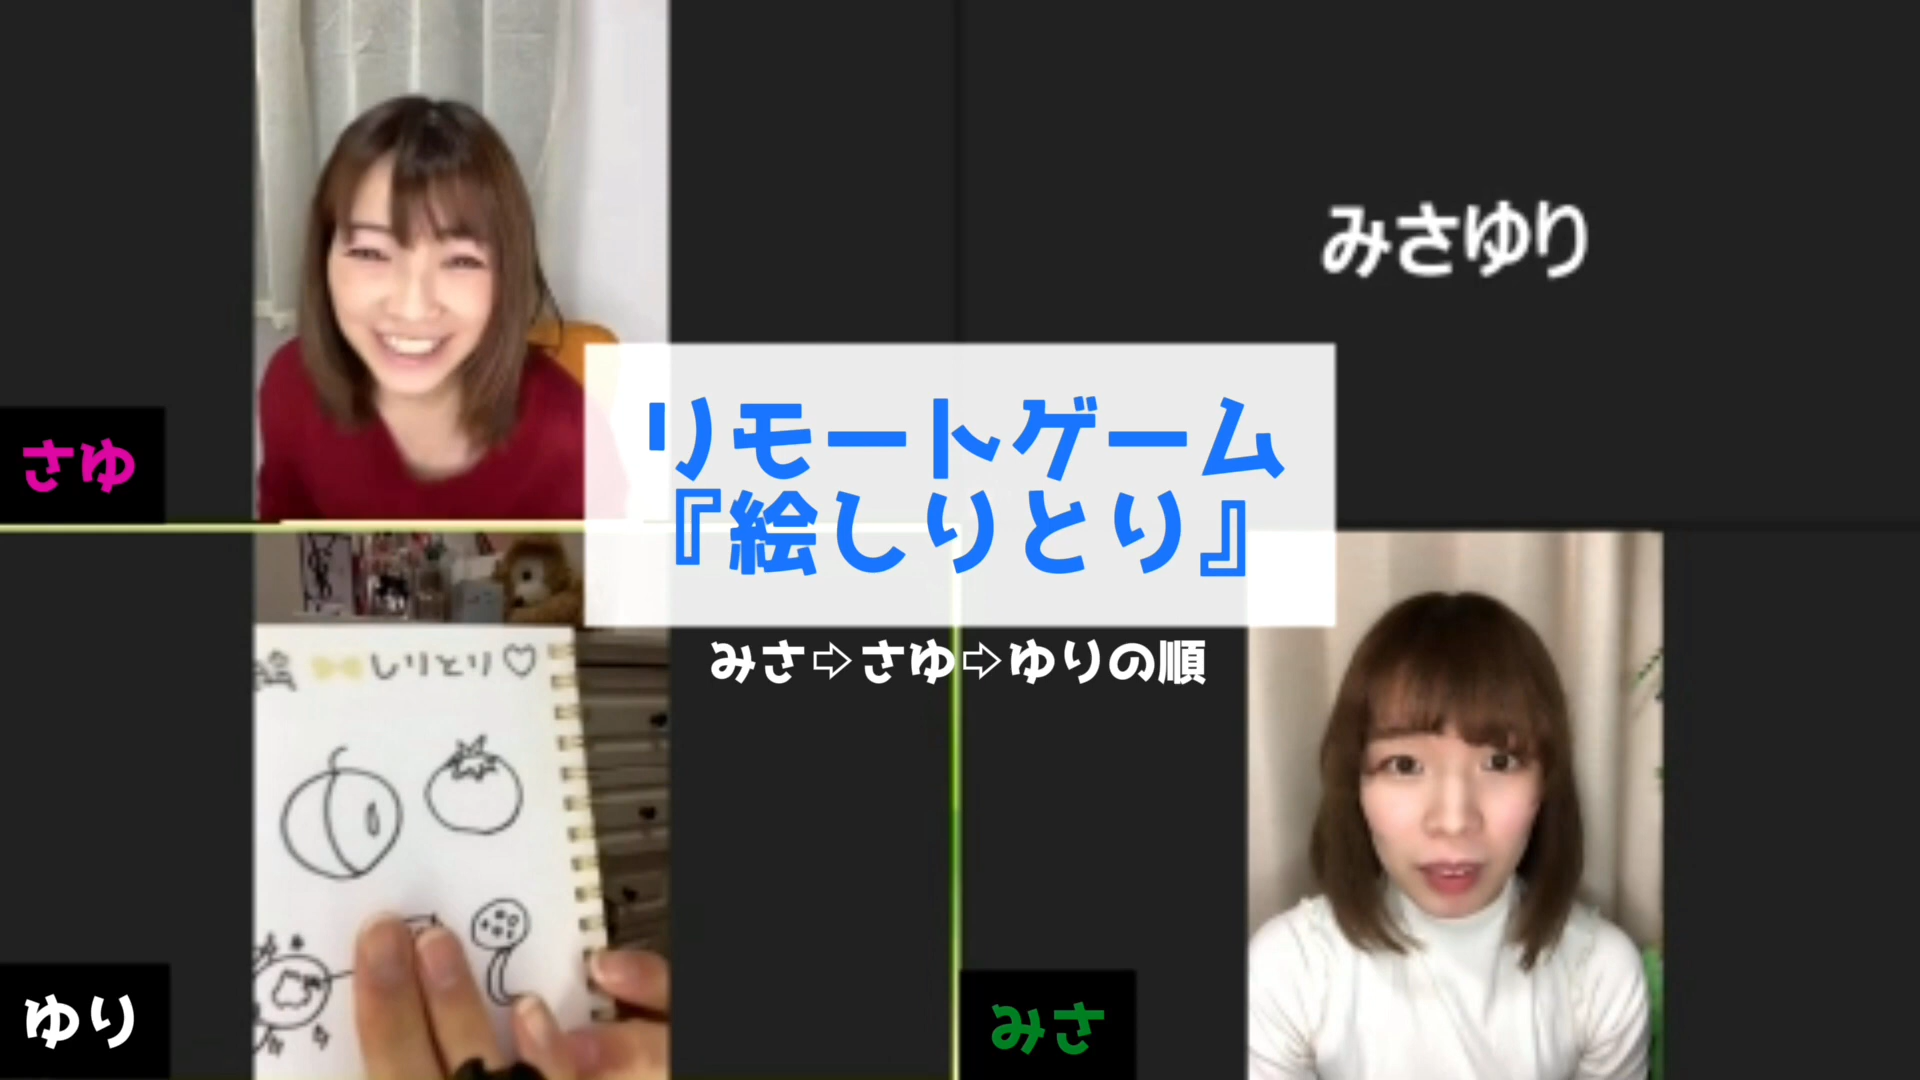 みさゆり
リモートゲーム
『絵しりとり』
さゆ
みさ⇨さゆ⇨ゆりの順
絵 しりとり♡
ゆり
みさ